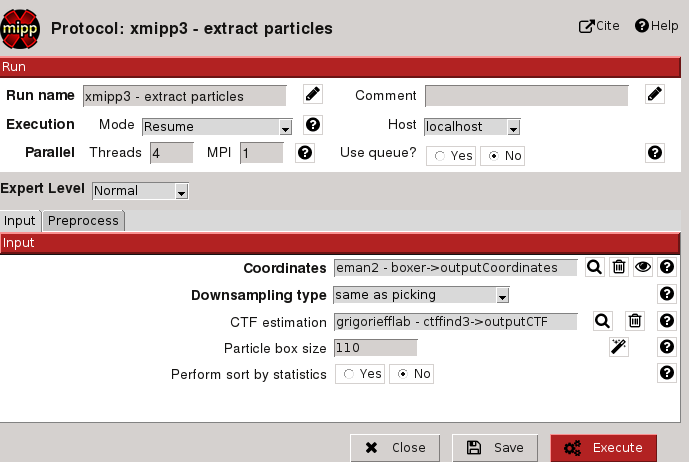 mipp Protocol: xmipp3 - extract particles Cite Help
Run
Run name xmipp3 - extract particles Comment
Execution Mode Resume Host localhost
Parallel Threads 4 MPI 1 Use queue? Yes No
Expert Level Normal
Input Preprocess
Input
Coordinates eman2 - boxer->outputCoordinates
Downsampling type same as picking
CTF estimation grigoriefflab - ctffind3->outputCTF
Particle box size 110
Perform sort by statistics Yes No
Close Save Execute